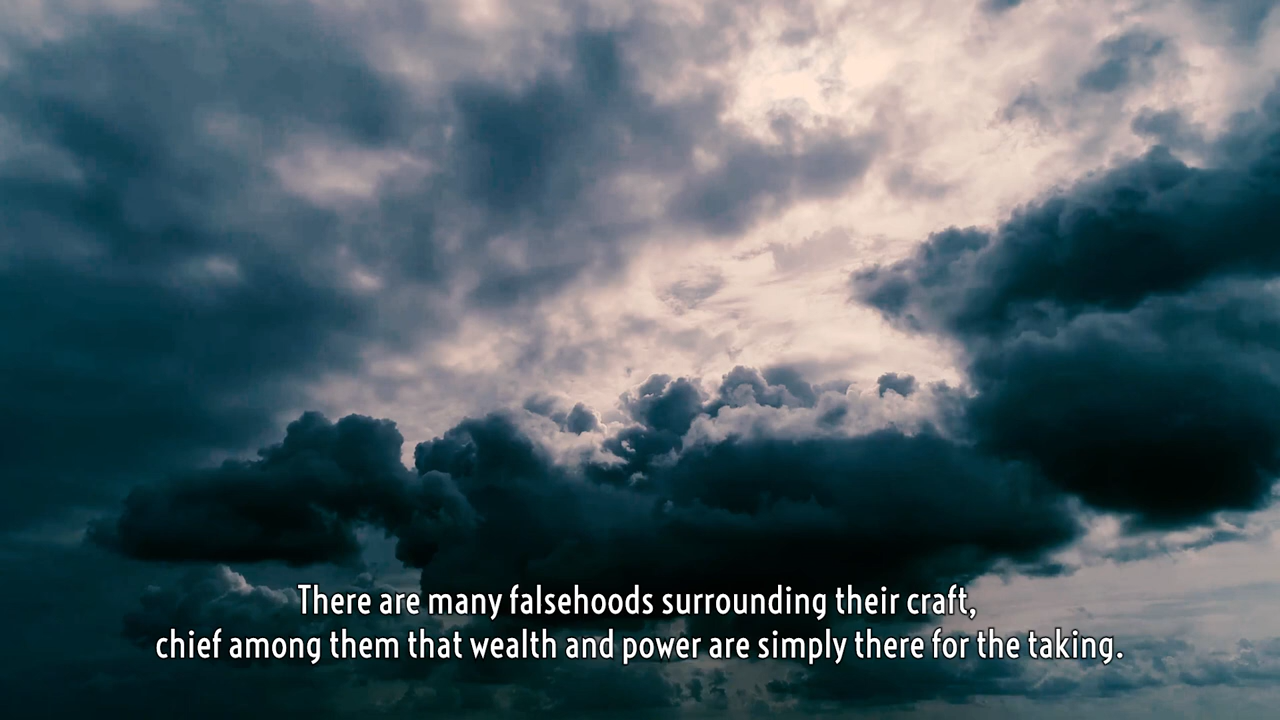 There are many falsehoods surrounding their craft,
chief among them that wealth and power are simply there for the taking.